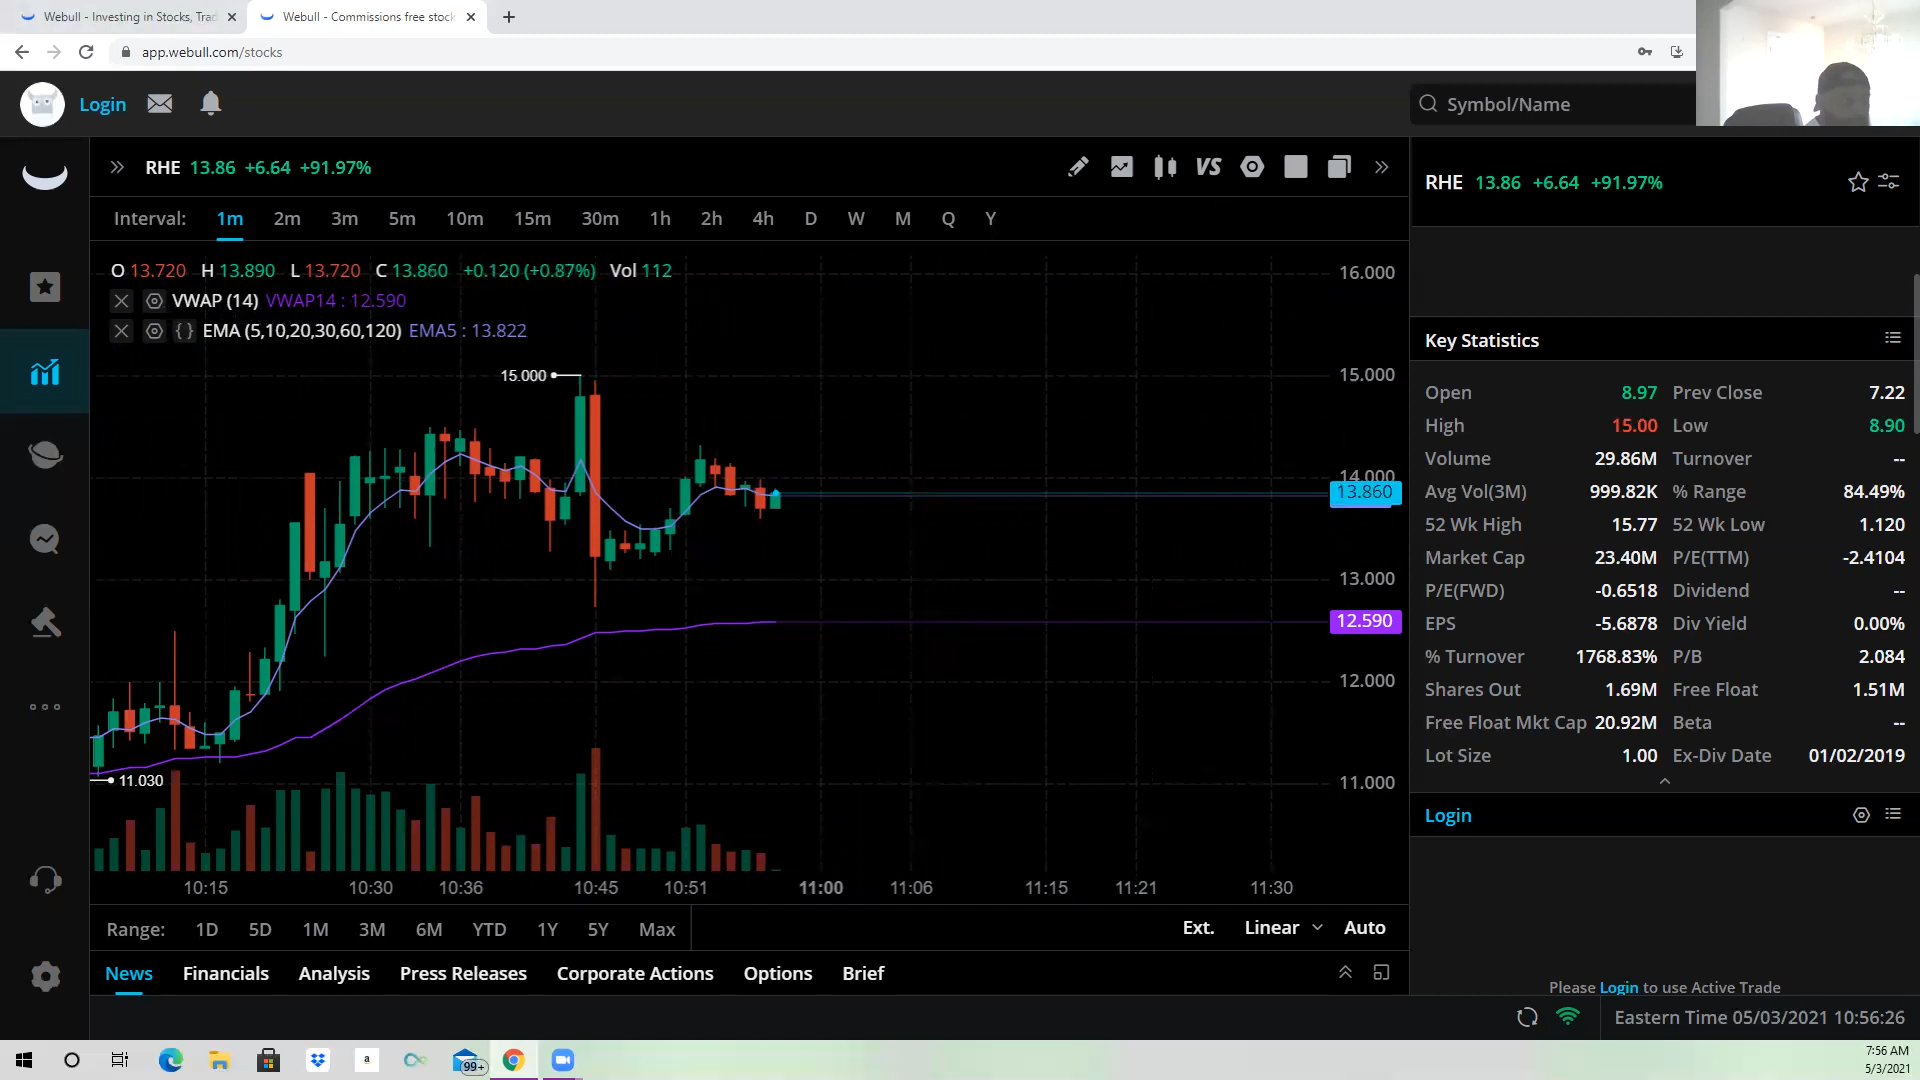 Webull - Investing in Stocks, Trad
Webull - Commissions free stock
app.webull.com/stocks
Login
Symbol/Name
RHE 13.86 +6.64 +91.97%
VS
RHE 13.86 +6.64 +91.97%
Interval: 1m 2m 3m 5m 10m 15m 30m 1h 2h 4h D W M Q Y
O 13.720 H 13.890 L 13.720 C 13.860 +0.120 (+0.87%) Vol 112
VWAP (14) VWAP14 : 12.590
EMA (5,10,20,30,60,120) EMA5 : 13.822
16.000
15.000
14.000
13.860
13.000
12.590
12.000
11.000
15.000
11.030
10:15 10:30 10:36 10:45 10:51 11:00 11:06 11:15 11:21 11:30
Range: 1D 5D 1M 3M 6M YTD 1Y 5Y Max
Ext. Linear Auto
News Financials Analysis Press Releases Corporate Actions Options Brief
Key Statistics
Open 8.97 Prev Close 7.22
High 15.00 Low 8.90
Volume 29.86M Turnover --
Avg Vol(3M) 999.82K % Range 84.49%
52 Wk High 15.77 52 Wk Low 1.120
Market Cap 23.40M P/E(TTM) -2.4104
P/E(FWD) -0.6518 Dividend --
EPS -5.6878 Div Yield 0.00%
% Turnover 1768.83% P/B 2.084
Shares Out 1.69M Free Float 1.51M
Free Float Mkt Cap 20.92M Beta --
Lot Size 1.00 Ex-Div Date 01/02/2019
Login
Please Login to use Active Trade
Eastern Time 05/03/2021 10:56:26
a
99+
7:56 AM
5/3/2021